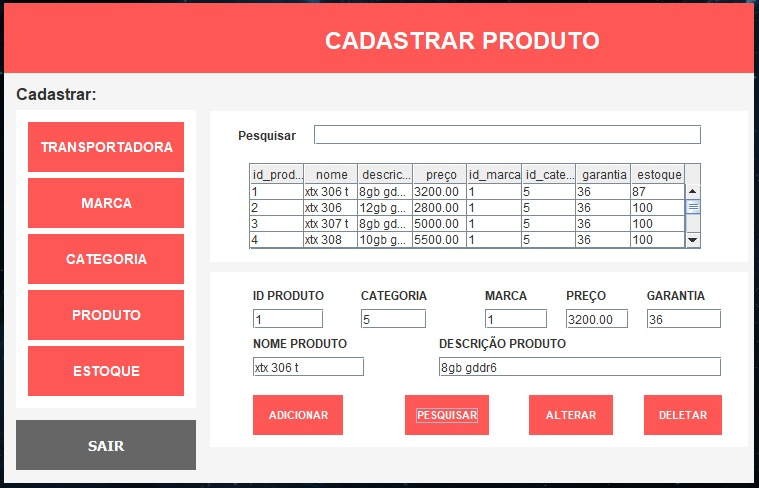 CADASTRAR PRODUTO
Cadastrar:
TRANSPORTADORA
MARCA
CATEGORIA
PRODUTO
ESTOQUE
SAIR
Pesquisar
id_prod... nome descric... preço id_marca id_cate... garantia estoque
1 xtx 306 t 8gb gd... 3200.00 1 5 36 87
2 xtx 306 12gb g... 2800.00 1 5 36 100
3 xtx 307 t 8gb gd... 5000.00 1 5 36 100
4 xtx 308 10gb g... 5500.00 1 5 36 100
ID PRODUTO CATEGORIA MARCA PREÇO GARANTIA
1 5 1 3200.00 36
NOME PRODUTO DESCRIÇÃO PRODUTO
xtx 306 t 8gb gddr6
ADICIONAR PESQUISAR ALTERAR DELETAR